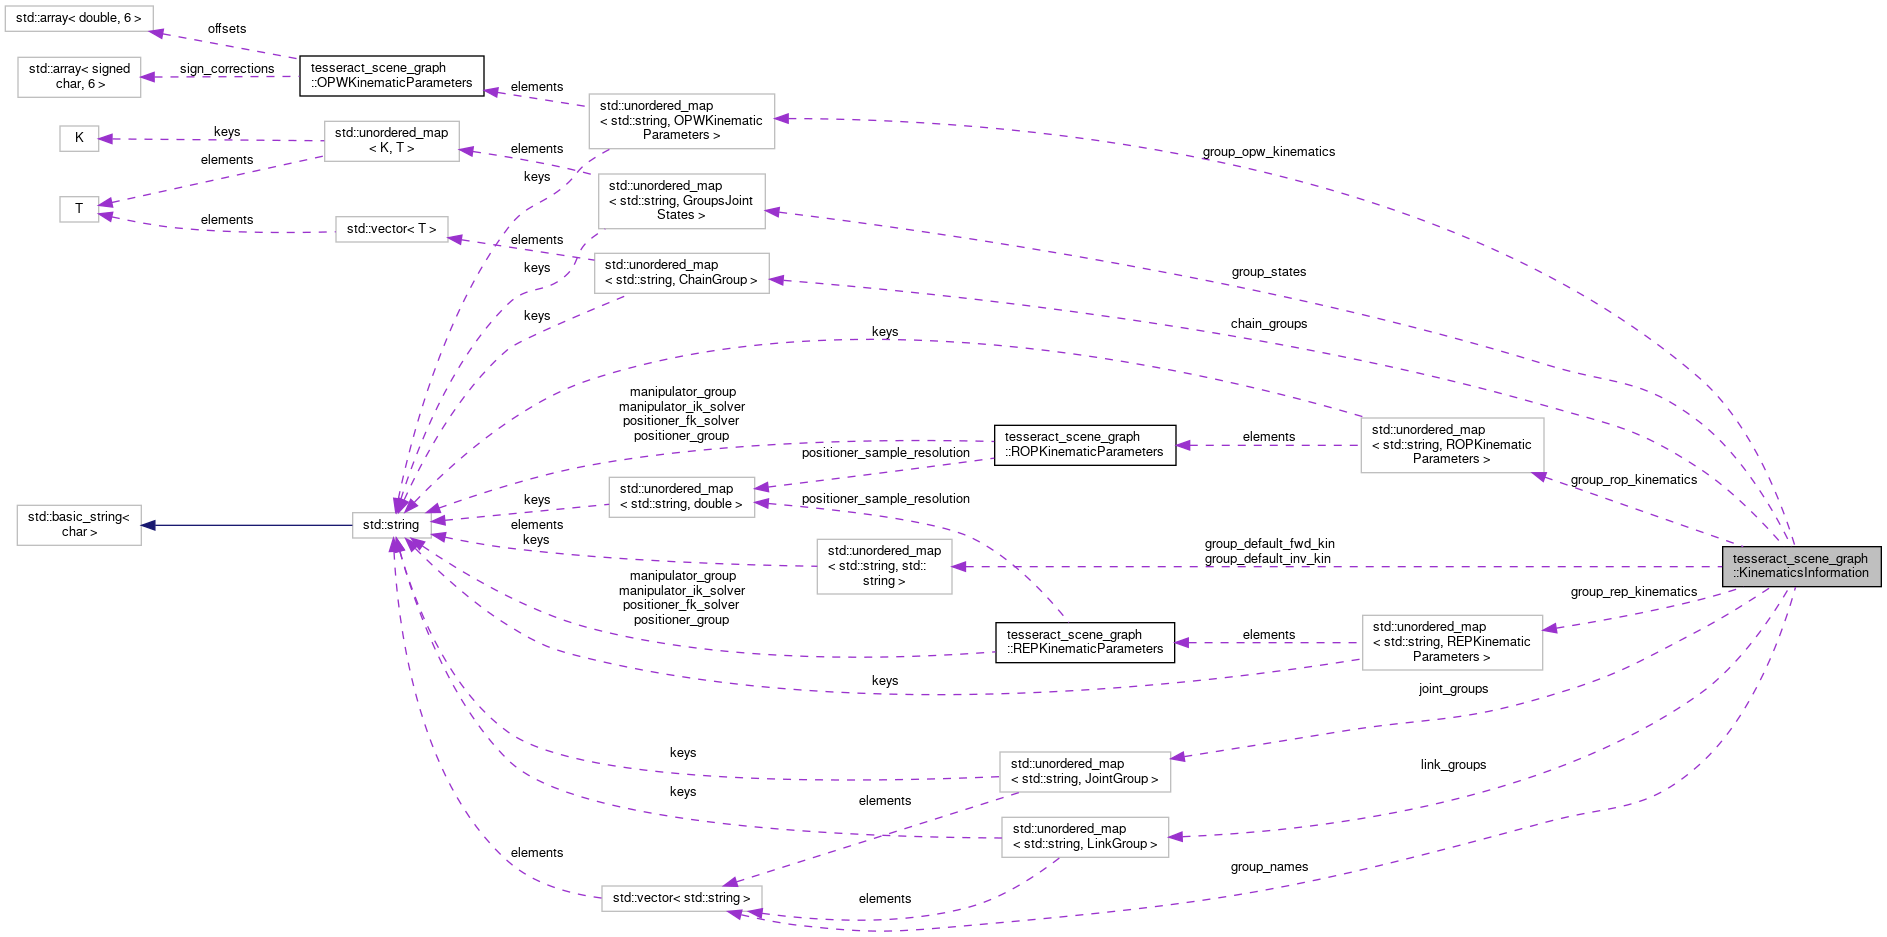 std::array< double, 6 >
offsets
std::array< signed
char, 6 >
sign_corrections
tesseract_scene_graph
::OPWKinematicParameters
elements
std::unordered_map
< std::string, OPWKinematic
Parameters >
group_opw_kinematics
K
keys
std::unordered_map
< K, T >
elements
elements
keys
T
elements
std::vector< T >
std::unordered_map
< std::string, GroupsJoint
States >
group_states
elements
keys
std::unordered_map
< std::string, ChainGroup >
chain_groups
keys
keys
manipulator_group
manipulator_ik_solver
positioner_fk_solver
positioner_group
positioner_sample_resolution
tesseract_scene_graph
::ROPKinematicParameters
elements
std::unordered_map
< std::string, ROPKinematic
Parameters >
group_rop_kinematics
std::unordered_map
< std::string, double >
keys
positioner_sample_resolution
std::basic_string<
char >
std::string
elements
keys
std::unordered_map
< std::string, std::
string >
group_default_fwd_kin
group_default_inv_kin
tesseract_scene_graph
::KinematicsInformation
manipulator_group
manipulator_ik_solver
positioner_fk_solver
positioner_group
tesseract_scene_graph
::REPKinematicParameters
elements
std::unordered_map
< std::string, REPKinematic
Parameters >
group_rep_kinematics
keys
joint_groups
keys
std::unordered_map
< std::string, JointGroup >
link_groups
keys
elements
std::unordered_map
< std::string, LinkGroup >
elements
std::vector< std::string >
elements
group_names